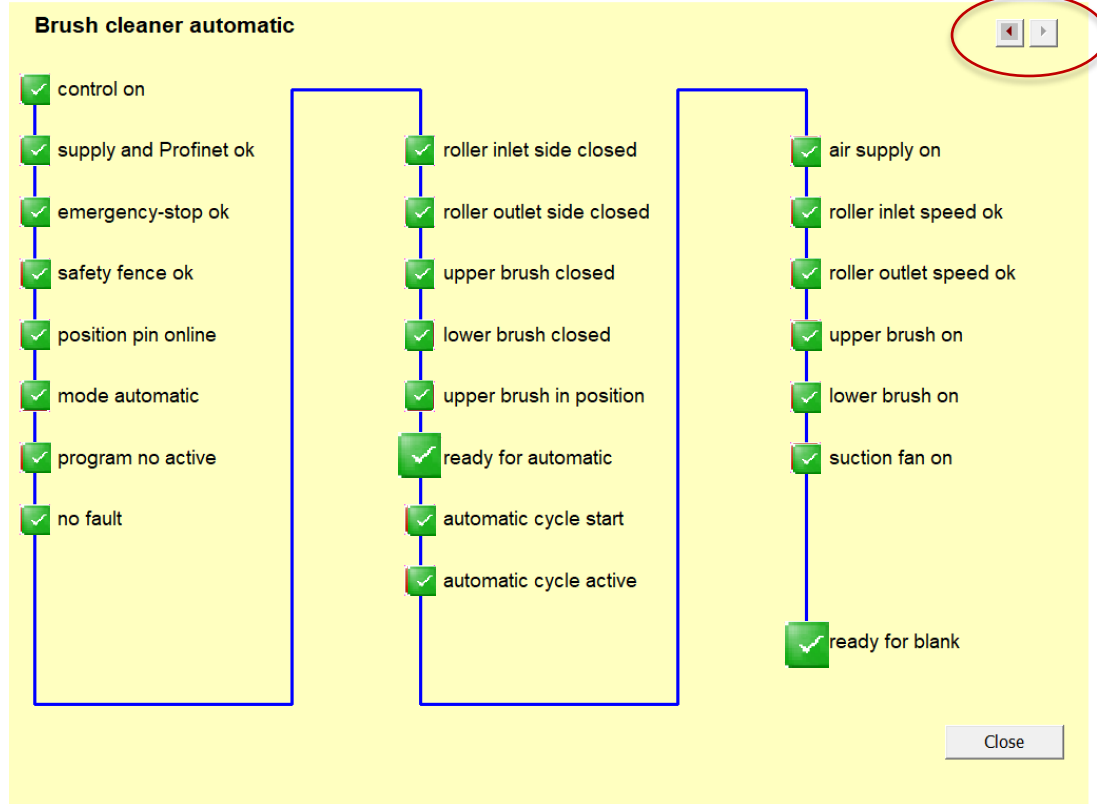 Brush cleaner automatic
control on
supply and Profinet ok
emergency-stop ok
safety fence ok
position pin online
mode automatic
program no active
no fault
roller inlet side closed
roller outlet side closed
upper brush closed
lower brush closed
upper brush in position
ready for automatic
automatic cycle start
automatic cycle active
air supply on
roller inlet speed ok
roller outlet speed ok
upper brush on
lower brush on
suction fan on
ready for blank
Close